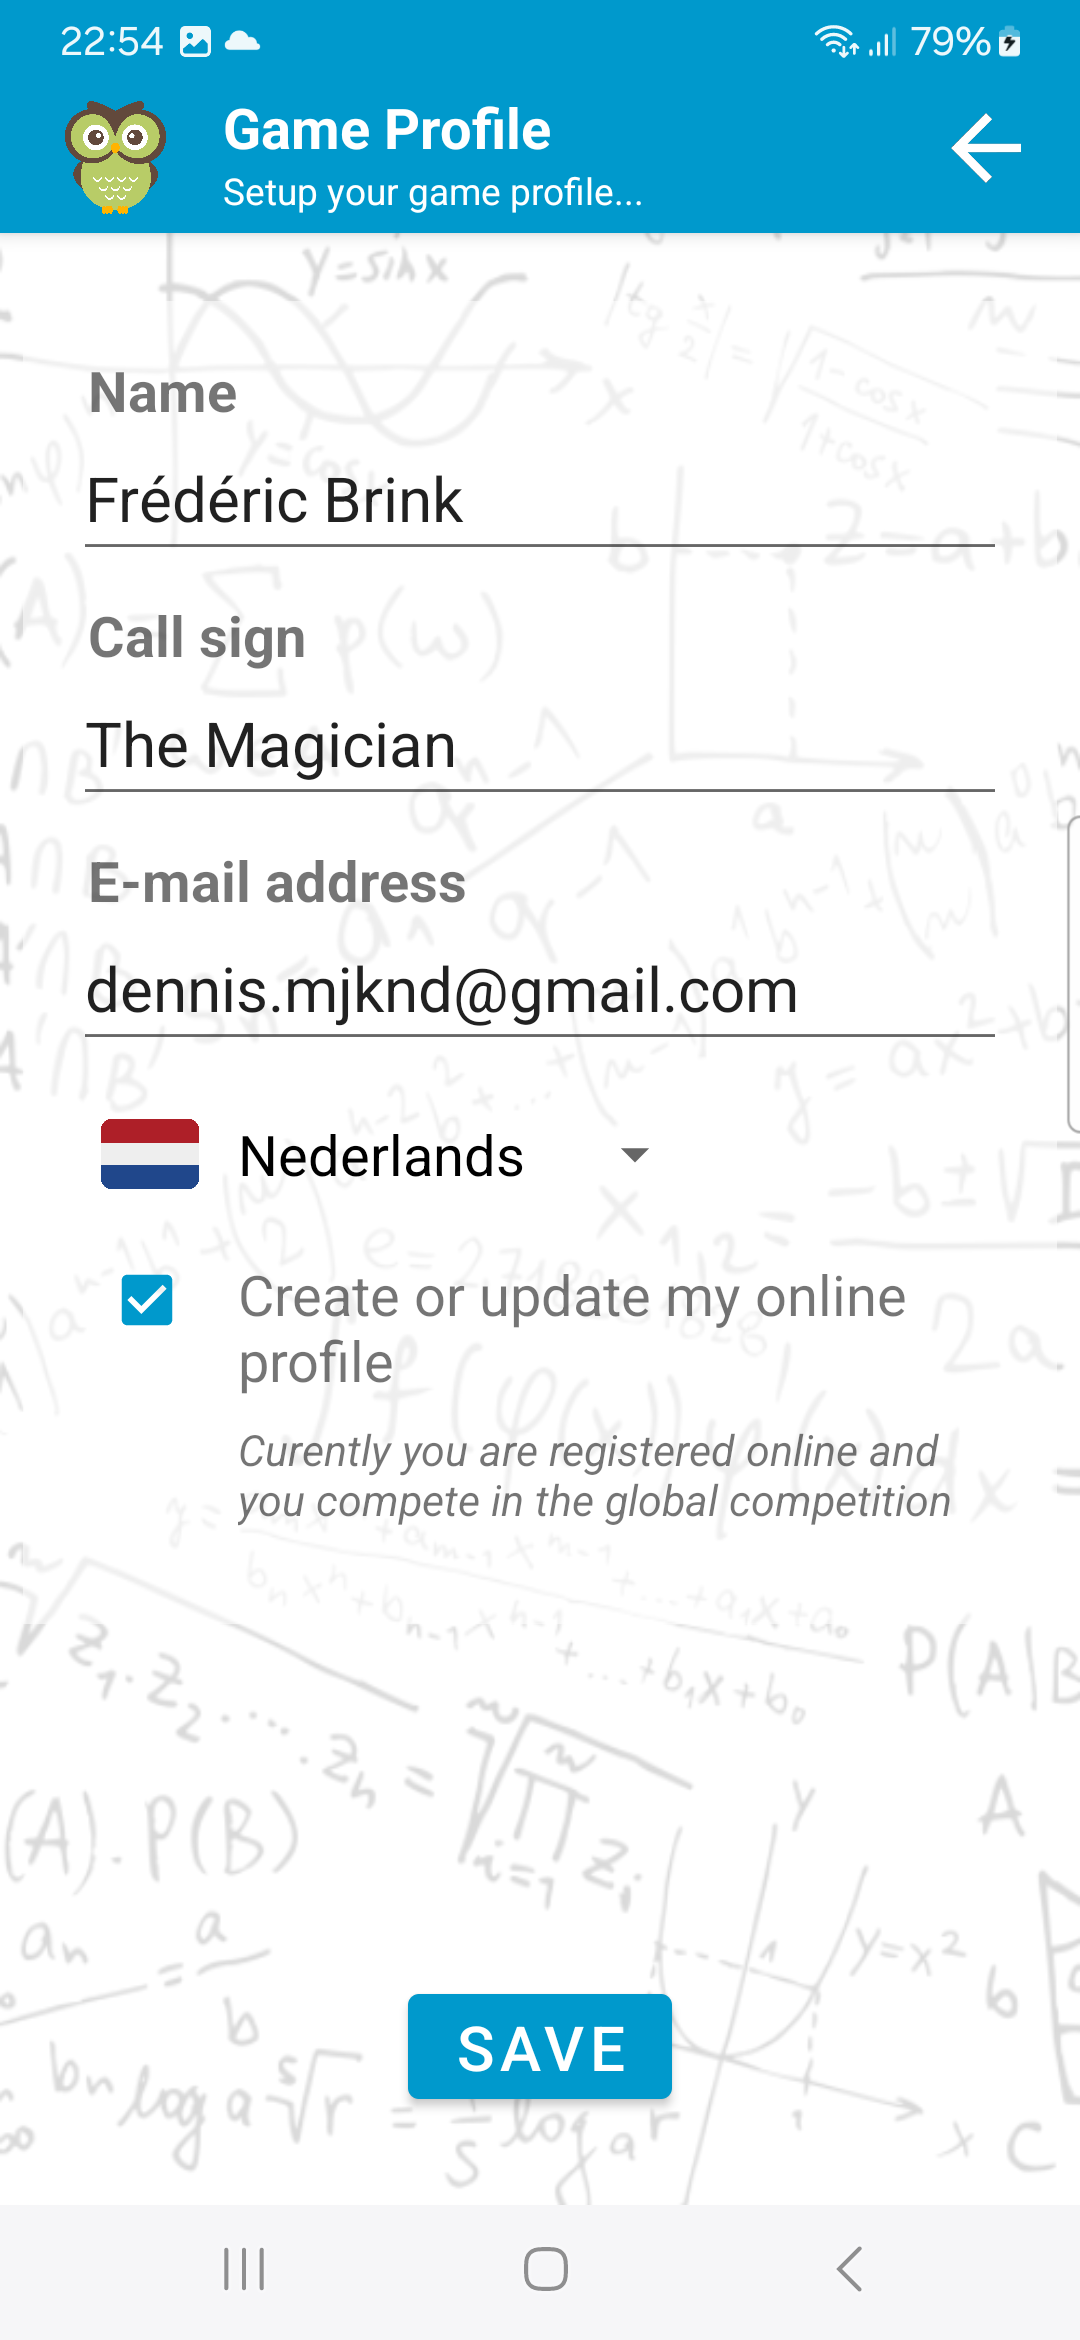 22:54
79%
Game Profile
Setup your game profile...
Name
Frédéric Brink
Call sign
The Magician
E-mail address
dennis.mjknd@gmail.com
Nederlands
Create or update my online
profile
Curently you are registered online and
you compete in the global competition
SAVE